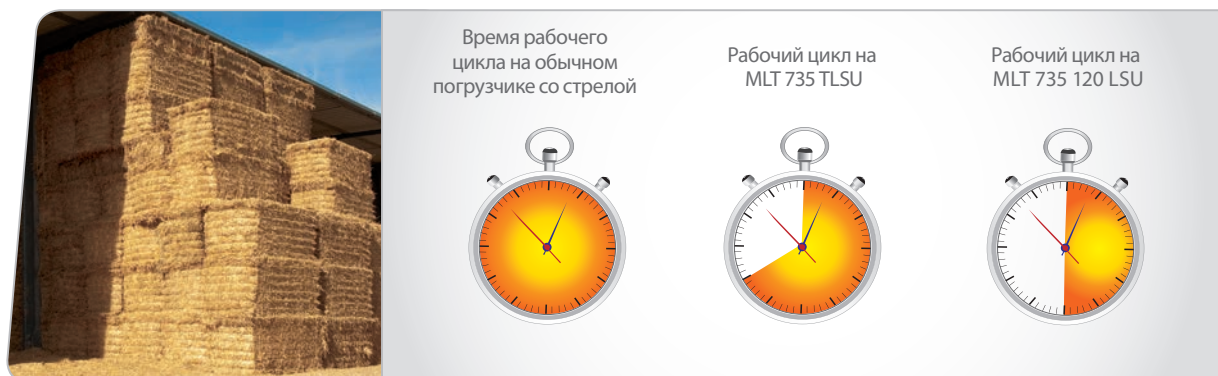 Время рабочего
цикла на обычном
погрузчике со стрелой
Рабочий цикл на
MLT 735 TLSU
Рабочий цикл на
MLT 735 120 LSU